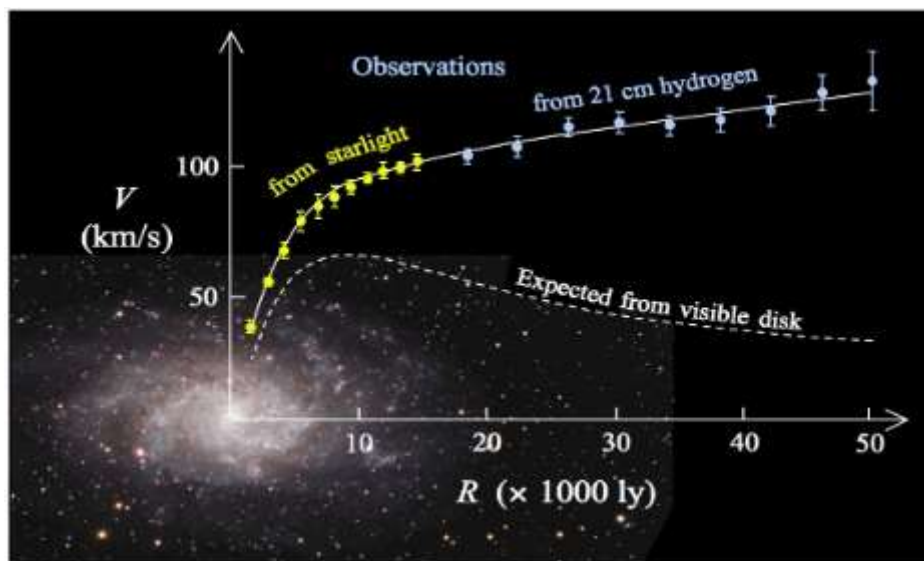 Observations
from 21 cm hydrogen
from starlight
100
V
(km/s)
50
Expected from visible disk
10
20
30
40
50
R (× 1000 ly)